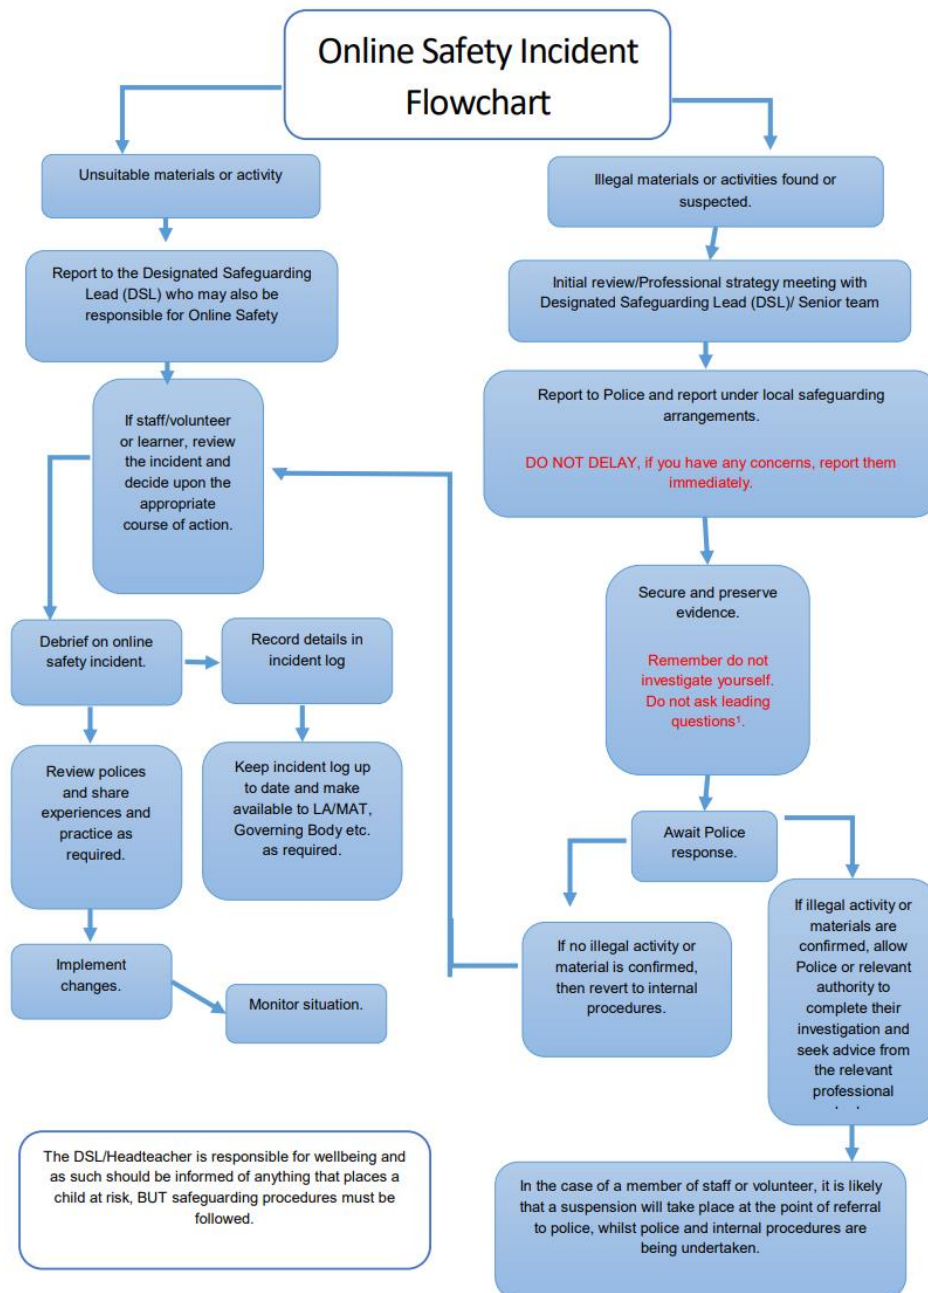 Online Safety Incident
Flowchart
Unsuitable materials or activity
Report to the Designated Safeguarding
Lead (DSL) who may also be
responsible for Online Safety
If staff/volunteer
or learner, review
the incident and
decide upon the
appropriate
course of action.
Debrief on online
safety incident.
Record details in
incident log
Review polices
and share
experiences and
practice as
required.
Keep incident log up
to date and make
available to LA/MAT,
Governing Body etc.
as required.
Implement
changes.
Monitor situation.
The DSL/Headteacher is responsible for wellbeing and
as such should be informed of anything that places a
child at risk, BUT safeguarding procedures must be
followed.
Illegal materials or activities found or
suspected.
Initial review/Professional strategy meeting with
Designated Safeguarding Lead (DSL)/ Senior team
Report to Police and report under local safeguarding
arrangements.
DO NOT DELAY, if you have any concerns, report them
immediately.
Secure and preserve
evidence.
Remember do not
investigate yourself.
Do not ask leading
questions¹.
Await Police
response.
If no illegal activity or
material is confirmed,
then revert to internal
procedures.
If illegal activity or
materials are
confirmed, allow
Police or relevant
authority to
complete their
investigation and
seek advice from
the relevant
professional
In the case of a member of staff or volunteer, it is likely
that a suspension will take place at the point of referral
to police, whilst police and internal procedures are
being undertaken.